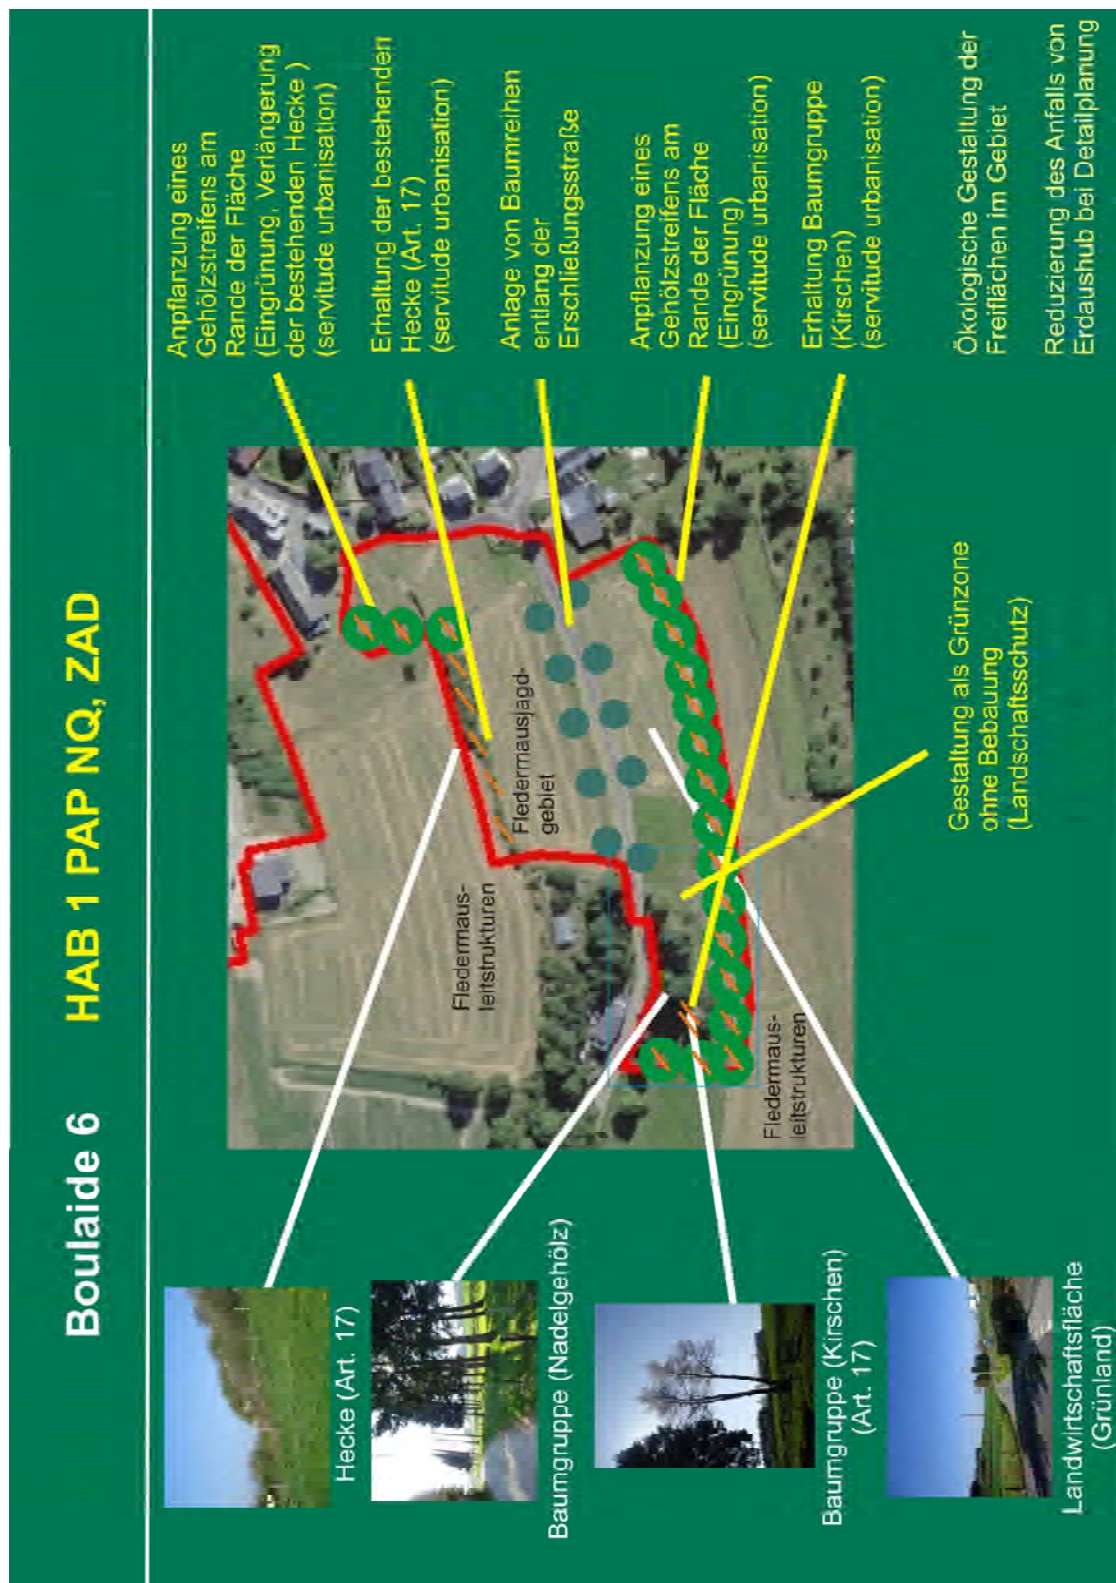 Boulaide 6 HAB 1 PAP NQ, ZAD
Hecke (Art. 17)
Baumgruppe (Nadelgehölz)
Baumgruppe (Kirschen)
(Art. 17)
Landwirtschaftsfläche
(Grünland)
Fledermaus-
leitstrukturen
Fledermausjagd-
gebiet
Fledermaus-
leitstrukturen
Anpflanzung eines
Gehölzstreifens am
Rande der Fläche
(Eingrünung, Verlängerung
der bestehenden Hecke )
(servitude urbanisation)
Erhaltung der bestehenden
Hecke (Art. 17)
(servitude urbanisation)
Anlage von Baumreihen
entlang der
Erschließungsstraße
Anpflanzung eines
Gehölzstreifens am
Rande der Fläche
(Eingrünung)
(servitude urbanisation)
Erhaltung Baumgruppe
(Kirschen)
(servitude urbanisation)
Gestaltung als Grünzone
ohne Bebauung
(Landschaftsschutz)
Ökologische Gestaltung der
Freiflächen im Gebiet
Reduzierung des Anfalls von
Erdaushub bei Detailplanung